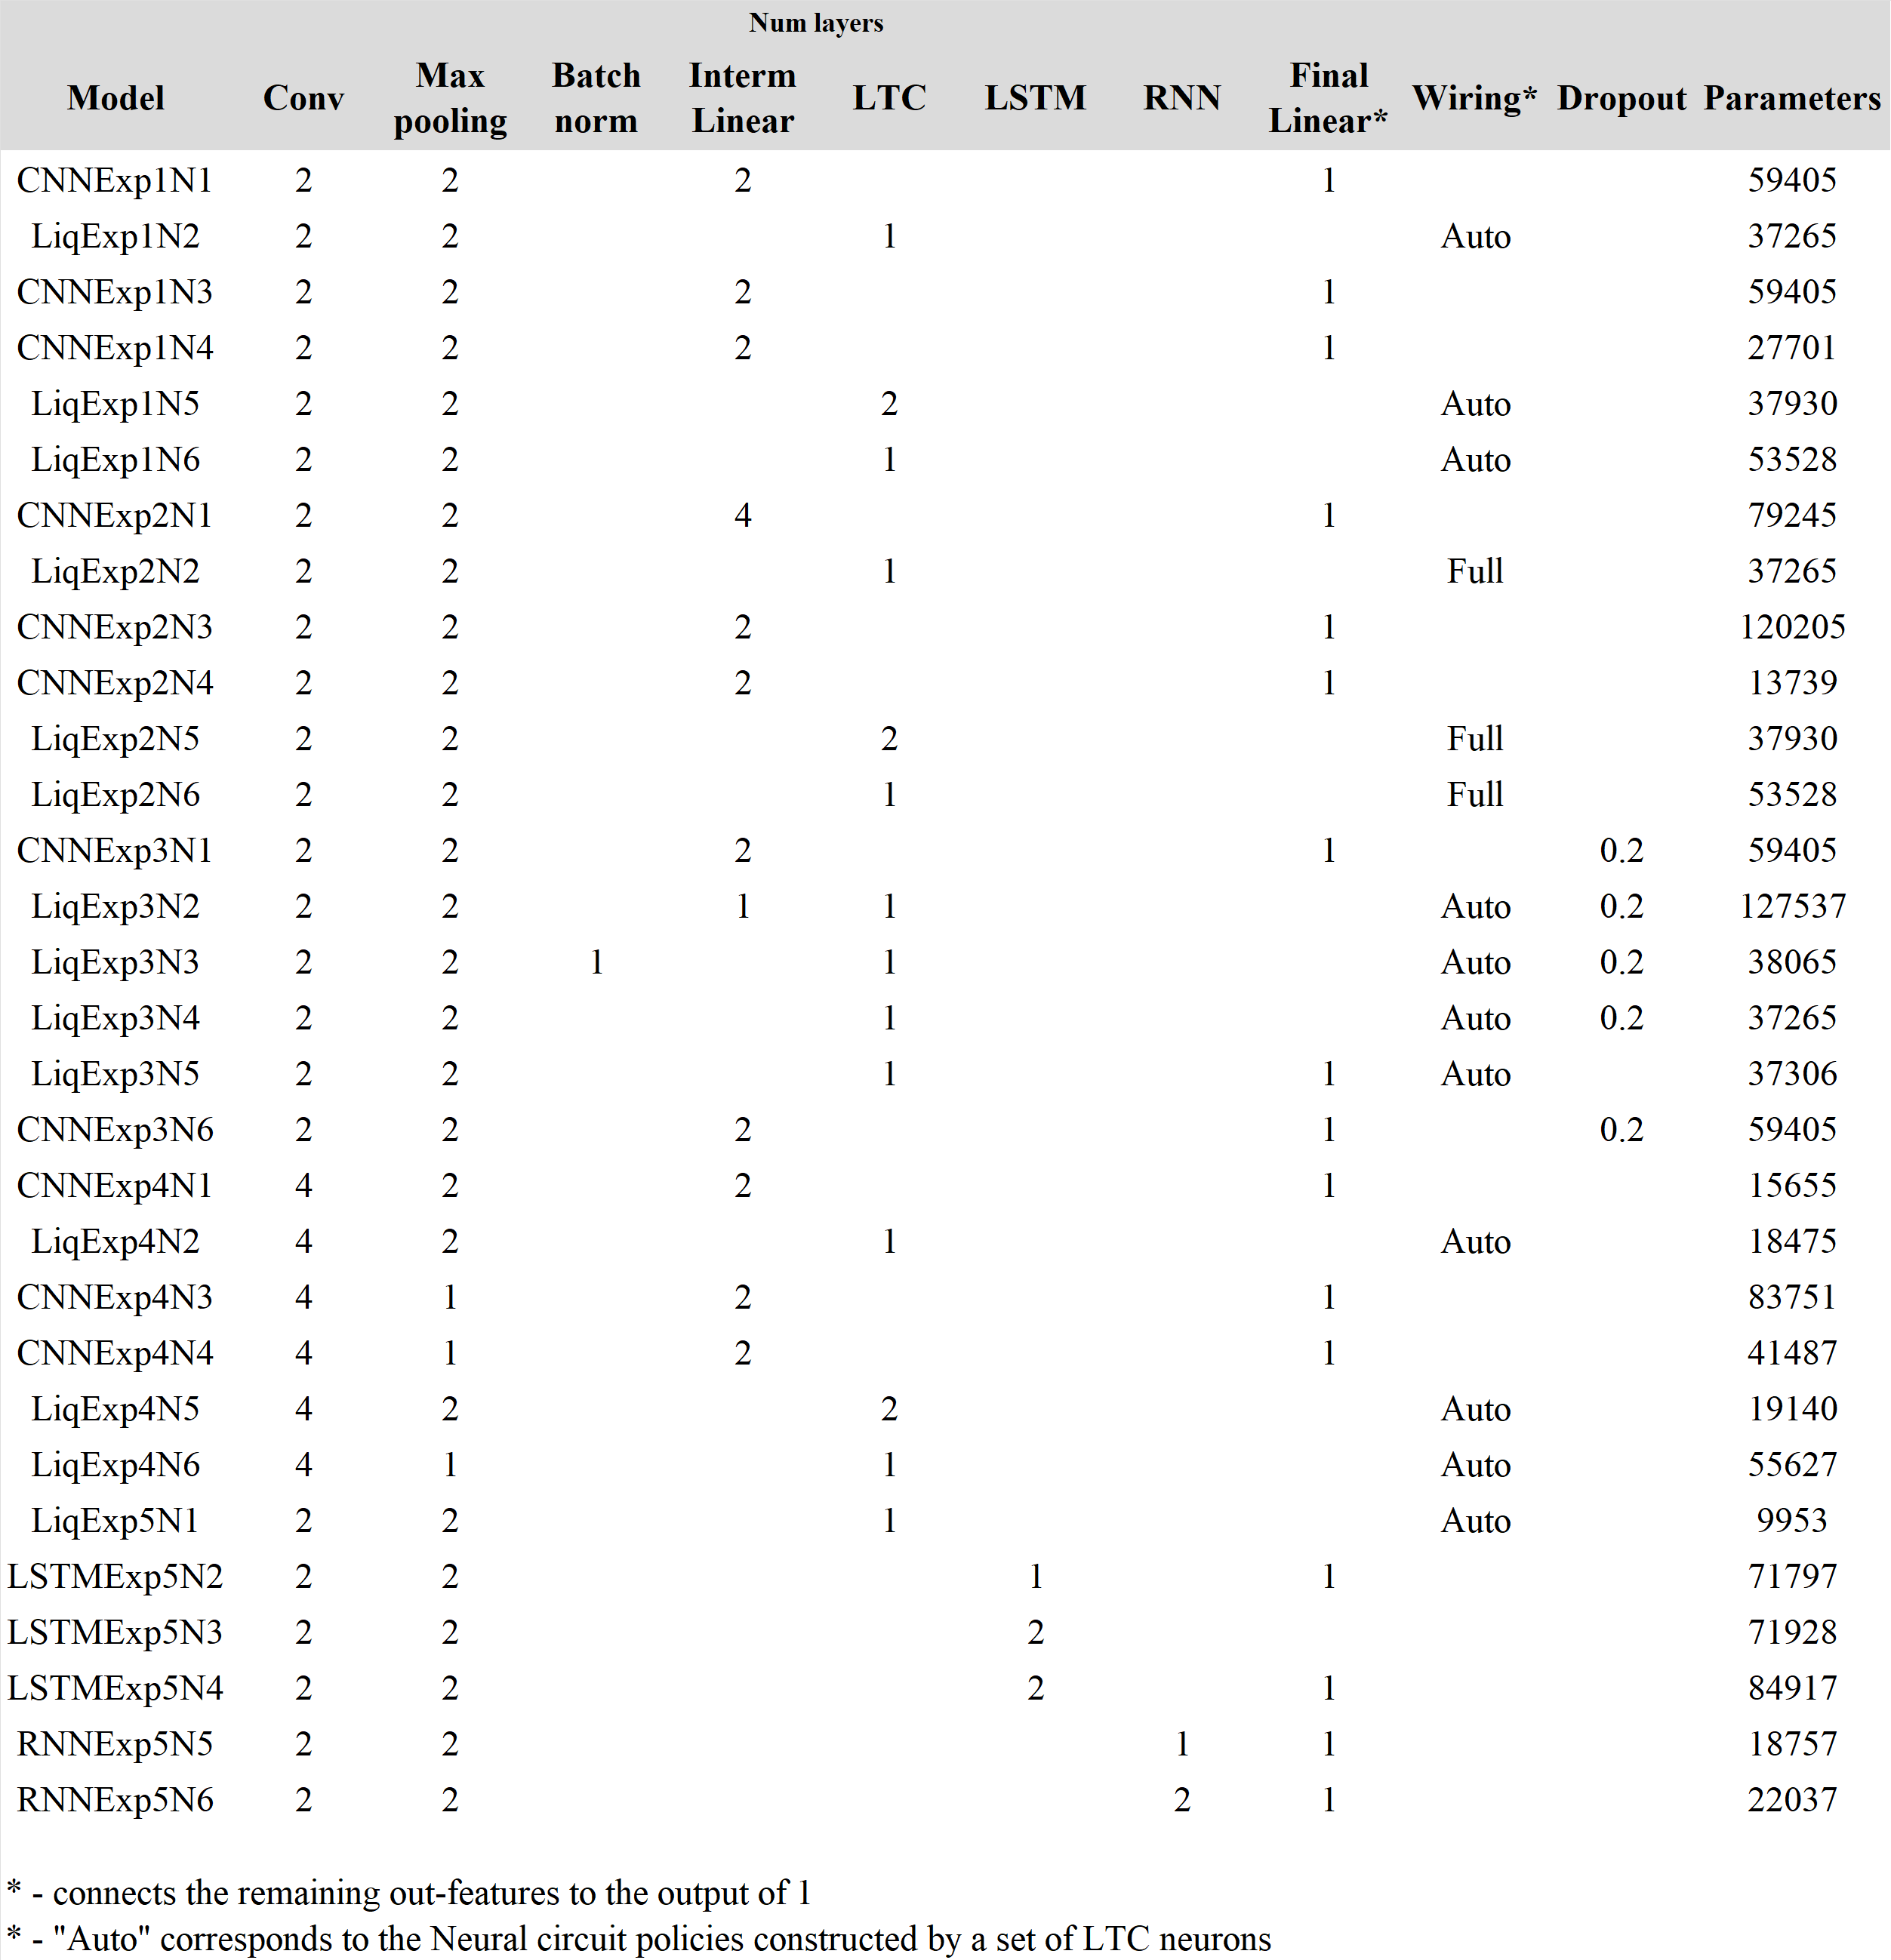 Num layers
Model Conv Max pooling Batch norm Interm Linear LTC LSTM RNN Final Linear* Wiring* Dropout Parameters
CNNExp1N1 2 2 2 1 59405
LiqExp1N2 2 2 1 Auto 37265
CNNExp1N3 2 2 2 1 59405
CNNExp1N4 2 2 2 1 27701
LiqExp1N5 2 2 2 Auto 37930
LiqExp1N6 2 2 1 Auto 53528
CNNExp2N1 2 2 4 1 79245
LiqExp2N2 2 2 1 Full 37265
CNNExp2N3 2 2 2 1 120205
CNNExp2N4 2 2 2 1 13739
LiqExp2N5 2 2 2 Full 37930
LiqExp2N6 2 2 1 Full 53528
CNNExp3N1 2 2 2 1 0.2 59405
LiqExp3N2 2 2 1 1 Auto 0.2 127537
LiqExp3N3 2 2 1 1 Auto 0.2 38065
LiqExp3N4 2 2 1 Auto 0.2 37265
LiqExp3N5 2 2 1 1 Auto 37306
CNNExp3N6 2 2 2 1 0.2 59405
CNNExp4N1 4 2 2 1 15655
LiqExp4N2 4 2 1 Auto 18475
CNNExp4N3 4 1 2 1 83751
CNNExp4N4 4 1 2 1 41487
LiqExp4N5 4 2 2 Auto 19140
LiqExp4N6 4 1 1 Auto 55627
LiqExp5N1 2 2 1 Auto 9953
LSTMExp5N2 2 2 1 1 71797
LSTMExp5N3 2 2 2 71928
LSTMExp5N4 2 2 2 1 84917
RNNExp5N5 2 2 1 1 18757
RNNExp5N6 2 2 2 1 22037
* - connects the remaining out-features to the output of 1
* - "Auto" corresponds to the Neural circuit policies constructed by a set of LTC neurons